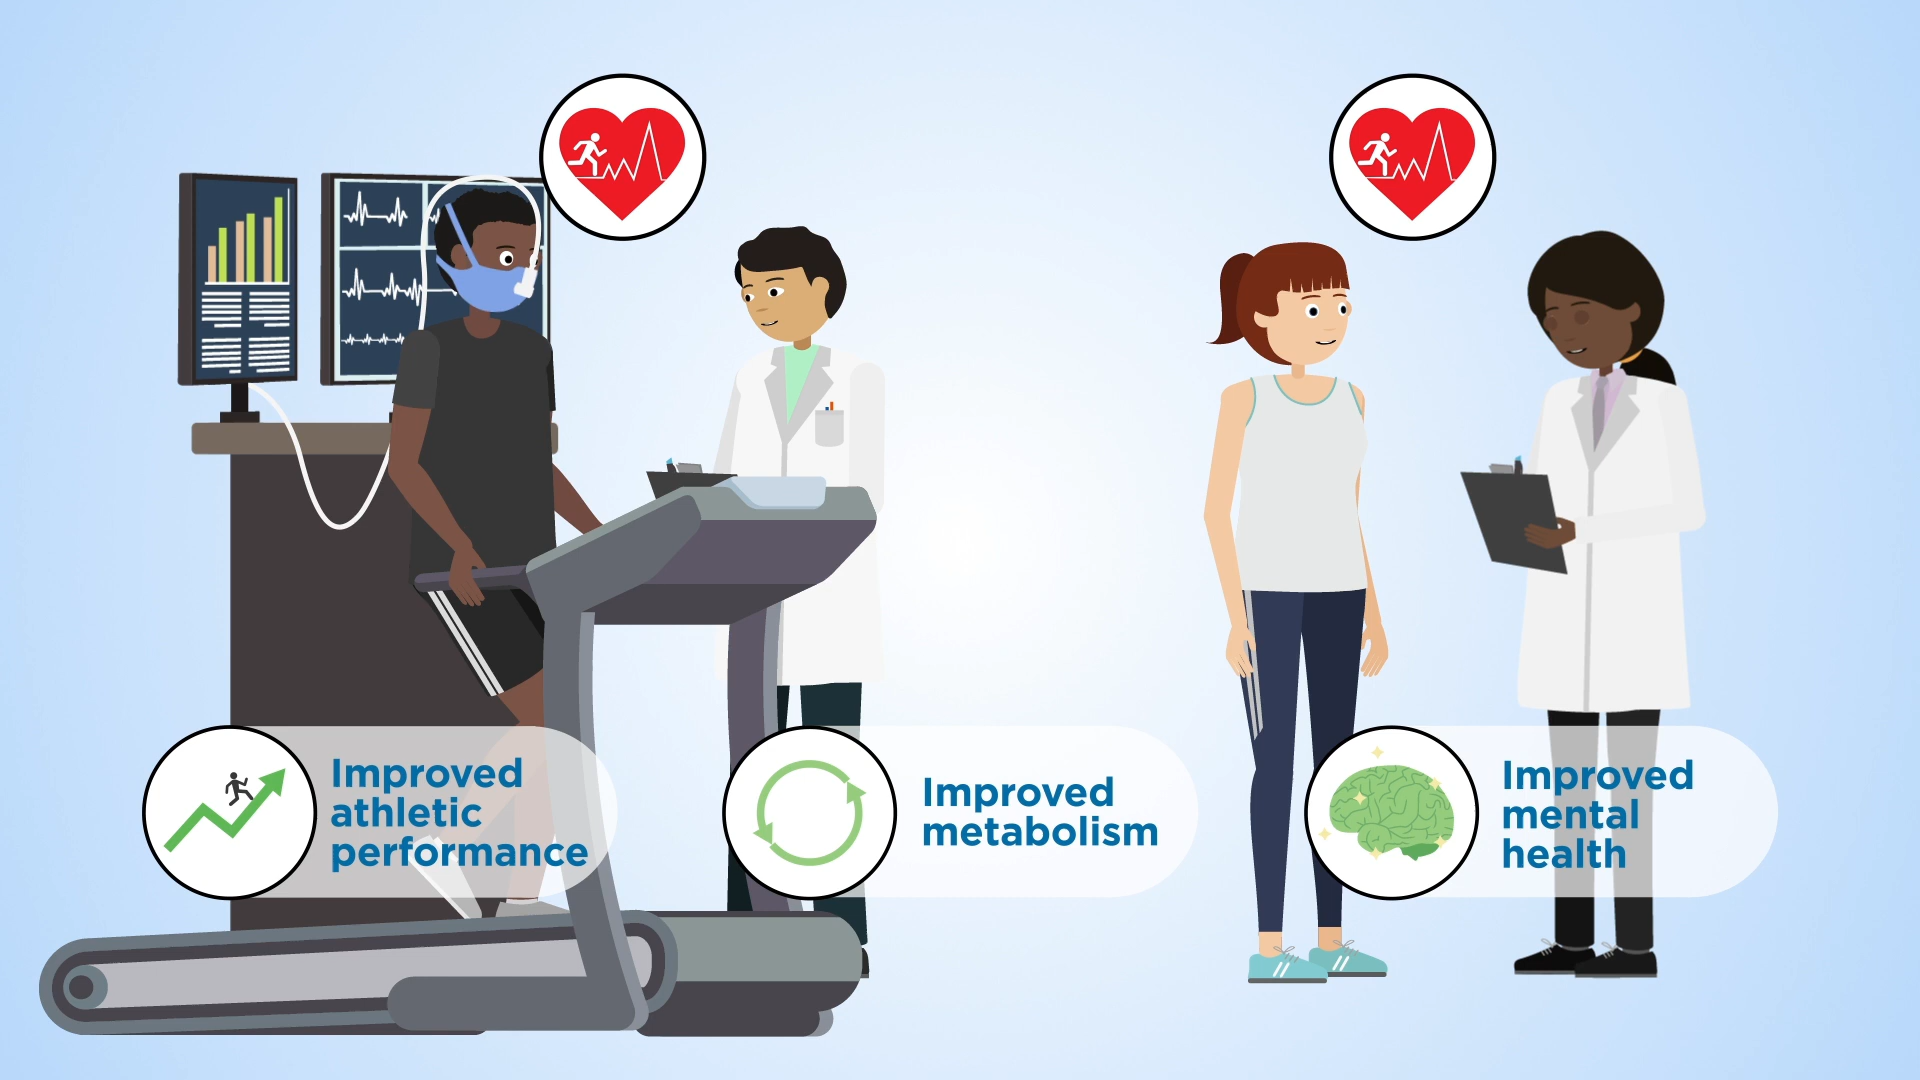 Improved
athletic
performance
Improved
metabolism
Improved
mental
health